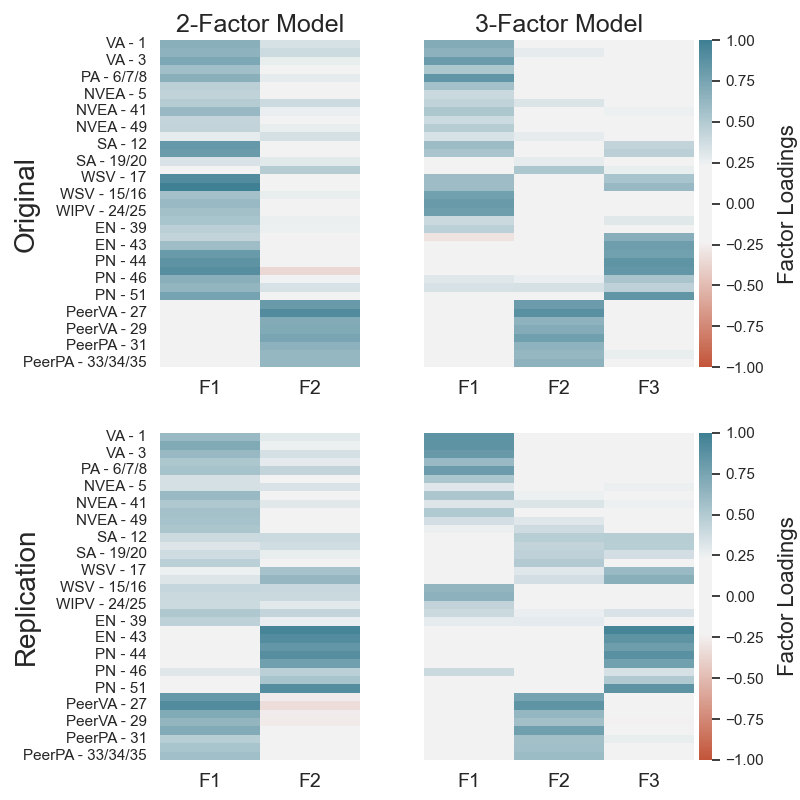 2-Factor Model
3-Factor Model
Original
VA - 1
VA - 3
PA - 6/7/8
NVEA - 5
NVEA - 41
NVEA - 49
SA - 12
SA - 19/20
WSV - 17
WSV - 15/16
WIPV - 24/25
EN - 39
EN - 43
PN - 44
PN - 46
PN - 51
PeerVA - 27
PeerVA - 29
PeerPA - 31
PeerPA - 33/34/35
F1
F2
F1
F2
F3
1.00
0.75
0.50
0.25
0.00
−0.25
−0.50
−0.75
−1.00
Factor Loadings
Replication
VA - 1
VA - 3
PA - 6/7/8
NVEA - 5
NVEA - 41
NVEA - 49
SA - 12
SA - 19/20
WSV - 17
WSV - 15/16
WIPV - 24/25
EN - 39
EN - 43
PN - 44
PN - 46
PN - 51
PeerVA - 27
PeerVA - 29
PeerPA - 31
PeerPA - 33/34/35
F1
F2
F1
F2
F3
1.00
0.75
0.50
0.25
0.00
−0.25
−0.50
−0.75
−1.00
Factor Loadings